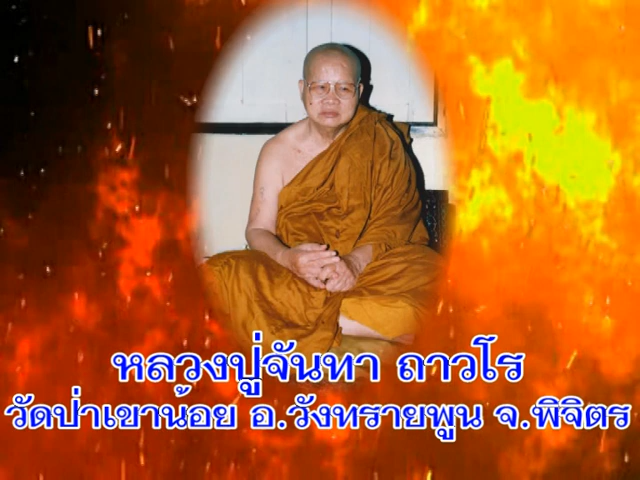 หลวงปู่จันทา ถาวโร
วัดป่าเขาน้อย อ.วังทรายพูน จ.พิจิตร